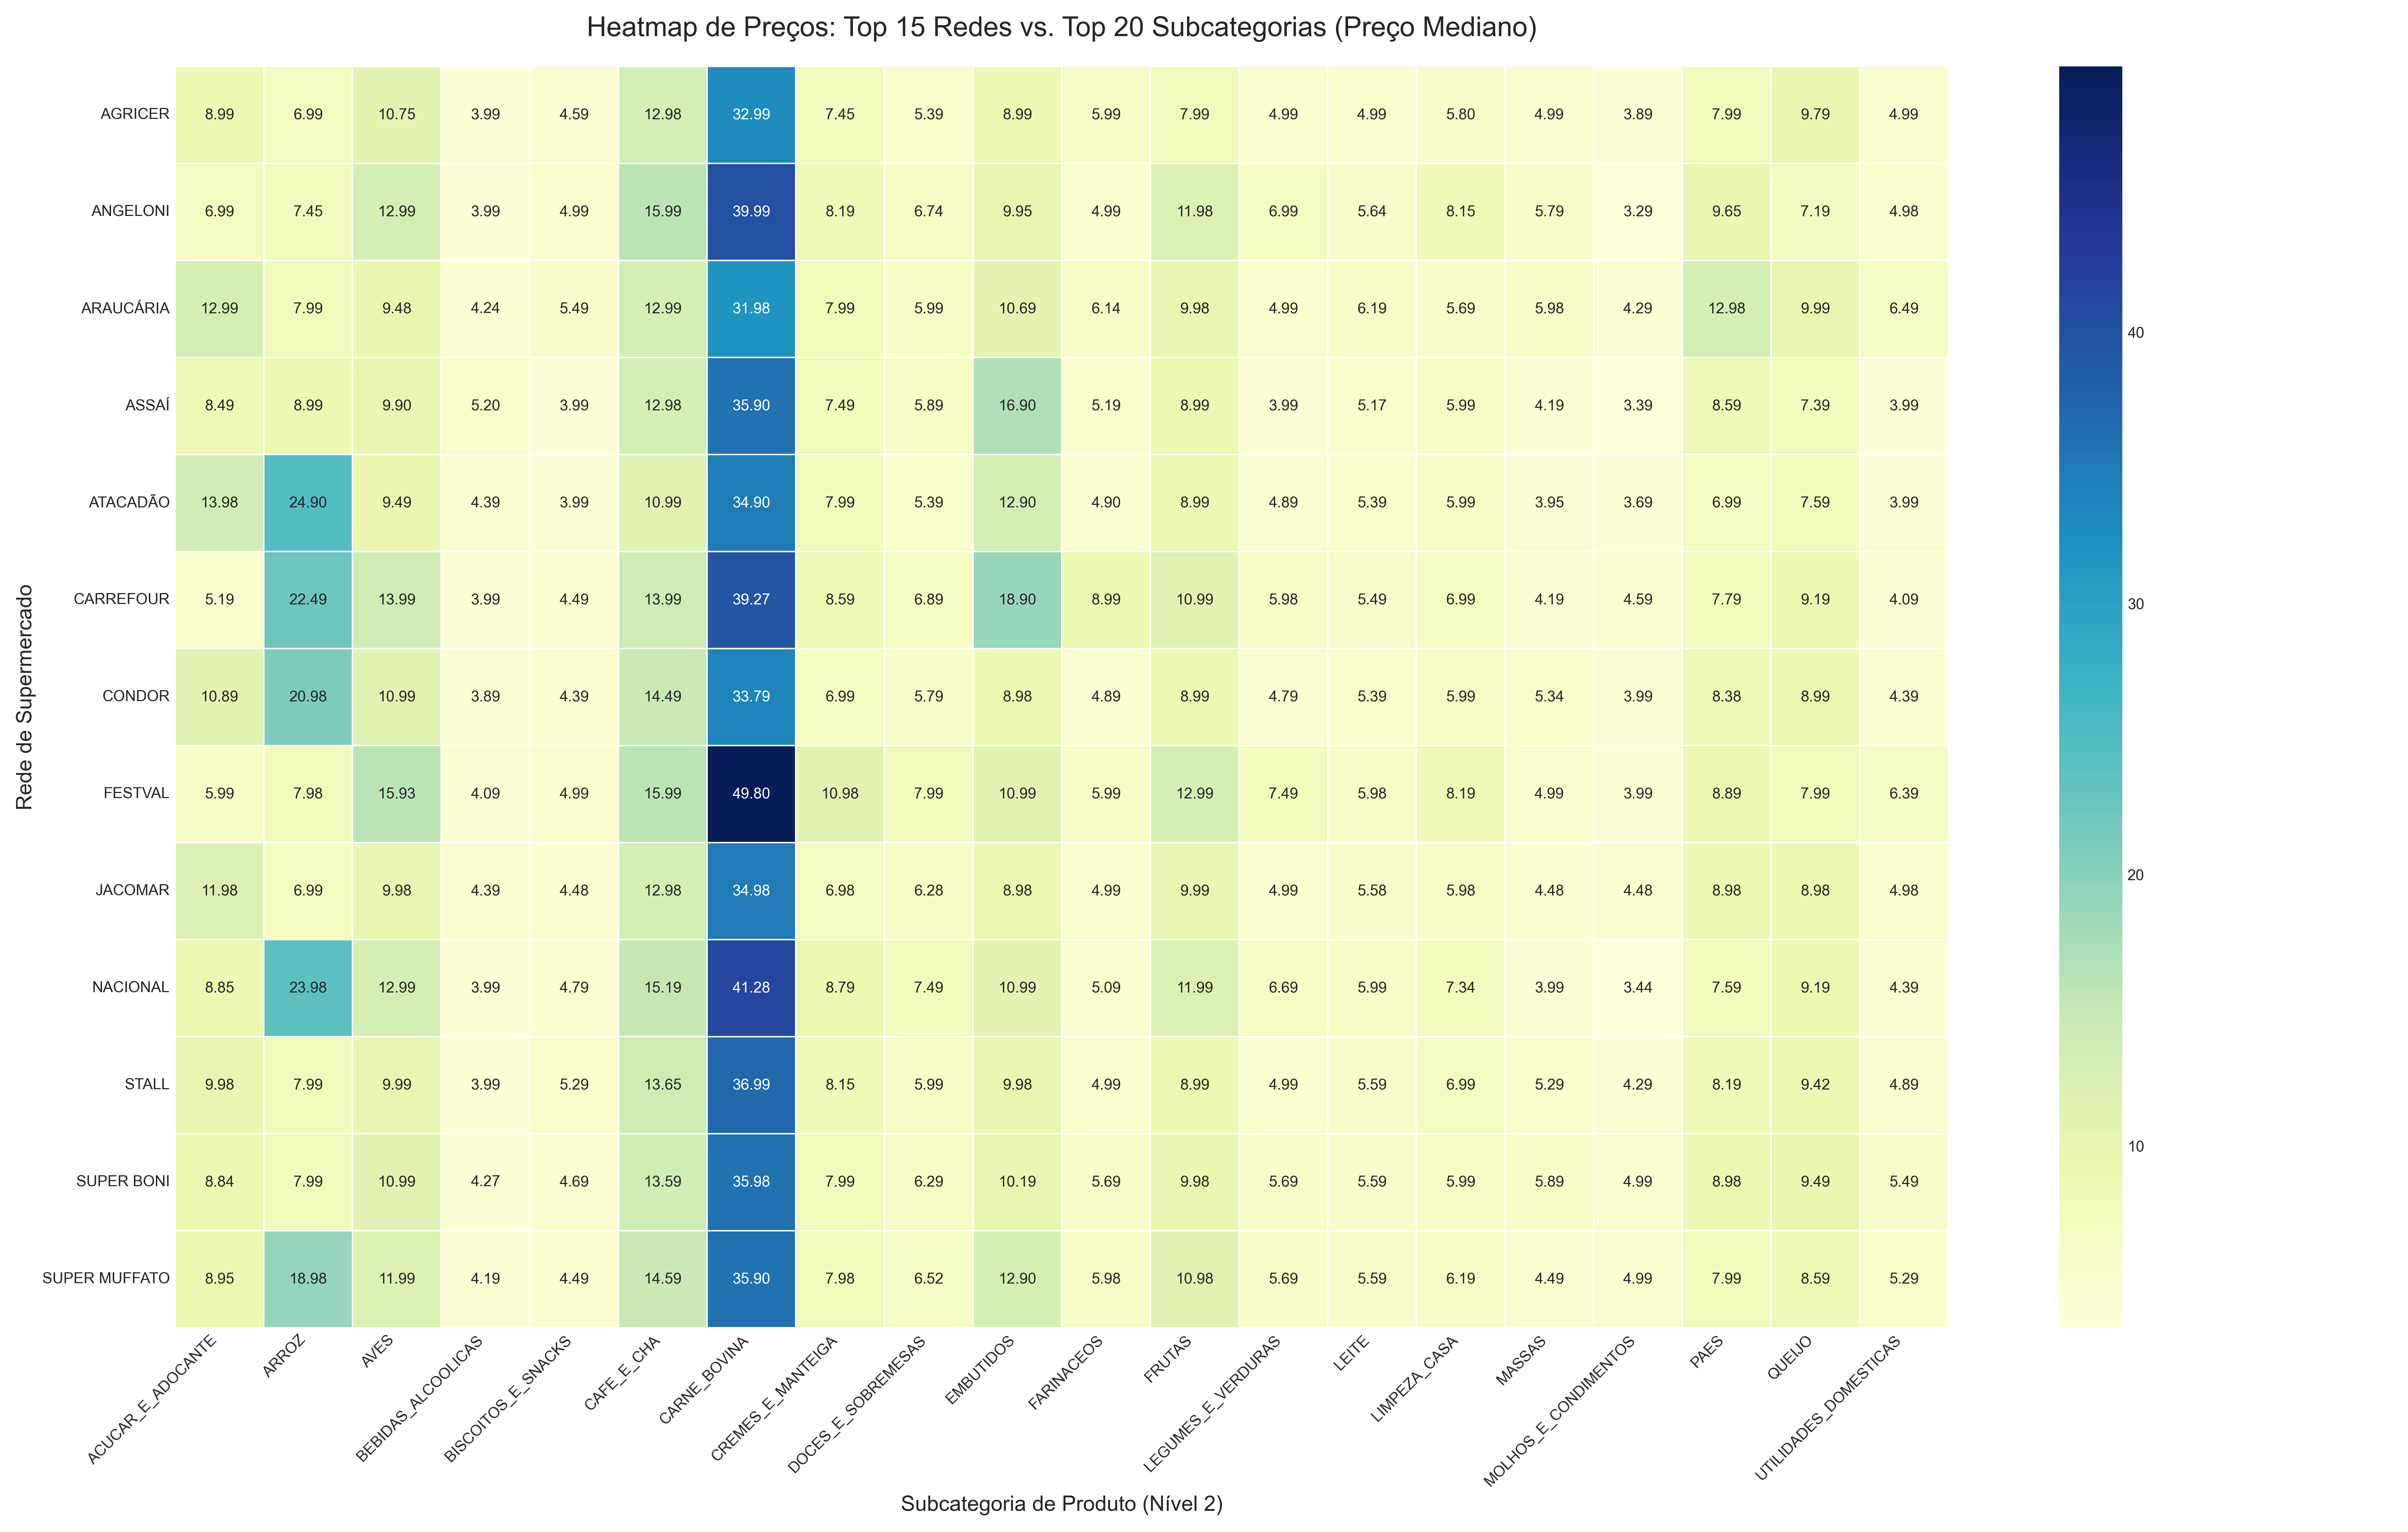 Heatmap de Preços: Top 15 Redes vs. Top 20 Subcategorias (Preço Mediano)
Rede de Supermercado
AGRICER 8.99 6.99 10.75 3.99 4.59 12.98 32.99 7.45 5.39 8.99 5.99 7.99 4.99 4.99 5.80 4.99 3.89 7.99 9.79 4.99
ANGELONI 6.99 7.45 12.99 3.99 4.99 15.99 39.99 8.19 6.74 9.95 4.99 11.98 6.99 5.64 8.15 5.79 3.29 9.65 7.19 4.98
ARAUCÁRIA 12.99 7.99 9.48 4.24 5.49 12.99 31.98 7.99 5.99 10.69 6.14 9.98 4.99 6.19 5.69 5.98 4.29 12.98 9.99 6.49
ASSAÍ 8.49 8.99 9.90 5.20 3.99 12.98 35.90 7.49 5.89 16.90 5.19 8.99 3.99 5.17 5.99 4.19 3.39 8.59 7.39 3.99
ATACADÃO 13.98 24.90 9.49 4.39 3.99 10.99 34.90 7.99 5.39 12.90 4.90 8.99 4.89 5.39 5.99 3.95 3.69 6.99 7.59 3.99
CARREFOUR 5.19 22.49 13.99 3.99 4.49 13.99 39.27 8.59 6.89 18.90 8.99 10.99 5.98 5.49 6.99 4.19 4.59 7.79 9.19 4.09
CONDOR 10.89 20.98 10.99 3.89 4.39 14.49 33.79 6.99 5.79 8.98 4.89 8.99 4.79 5.39 5.99 5.34 3.99 8.38 8.99 4.39
FESTVAL 5.99 7.98 15.93 4.09 4.99 15.99 49.80 10.98 7.99 10.99 5.99 12.99 7.49 5.98 8.19 4.99 3.99 8.89 7.99 6.39
JACOMAR 11.98 6.99 9.98 4.39 4.48 12.98 34.98 6.98 6.28 8.98 4.99 9.99 4.99 5.58 5.98 4.48 4.48 8.98 8.98 4.98
NACIONAL 8.85 23.98 12.99 3.99 4.79 15.19 41.28 8.79 7.49 10.99 5.09 11.99 6.69 5.99 7.34 3.99 3.44 7.59 9.19 4.39
STALL 9.98 7.99 9.99 3.99 5.29 13.65 36.99 8.15 5.99 9.98 4.99 8.99 4.99 5.59 6.99 5.29 4.29 8.19 9.42 4.89
SUPER BONI 8.84 7.99 10.99 4.27 4.69 13.59 35.98 7.99 6.29 10.19 5.69 9.98 5.69 5.59 5.99 5.89 4.99 8.98 9.49 5.49
SUPER MUFFATO 8.95 18.98 11.99 4.19 4.49 14.59 35.90 7.98 6.52 12.90 5.98 10.98 5.69 5.59 6.19 4.49 4.99 7.99 8.59 5.29
ACUCAR_E_ADOCANTE
ARROZ
AVES
BEBIDAS_ALCOOLICAS
BISCOITOS_E_SNACKS
CAFE_E_CHA
CARNE_BOVINA
CREMES_E_MANTEIGA
DOCES_E_SOBREMESAS
EMBUTIDOS
FARINACEOS
FRUTAS
LEGUMES_E_VERDURAS
LEITE
LIMPEZA_CASA
MASSAS
MOLHOS_E_CONDIMENTOS
PAES
QUEIJO
UTILIDADES_DOMESTICAS
Subcategoria de Produto (Nível 2)
40
30
20
10